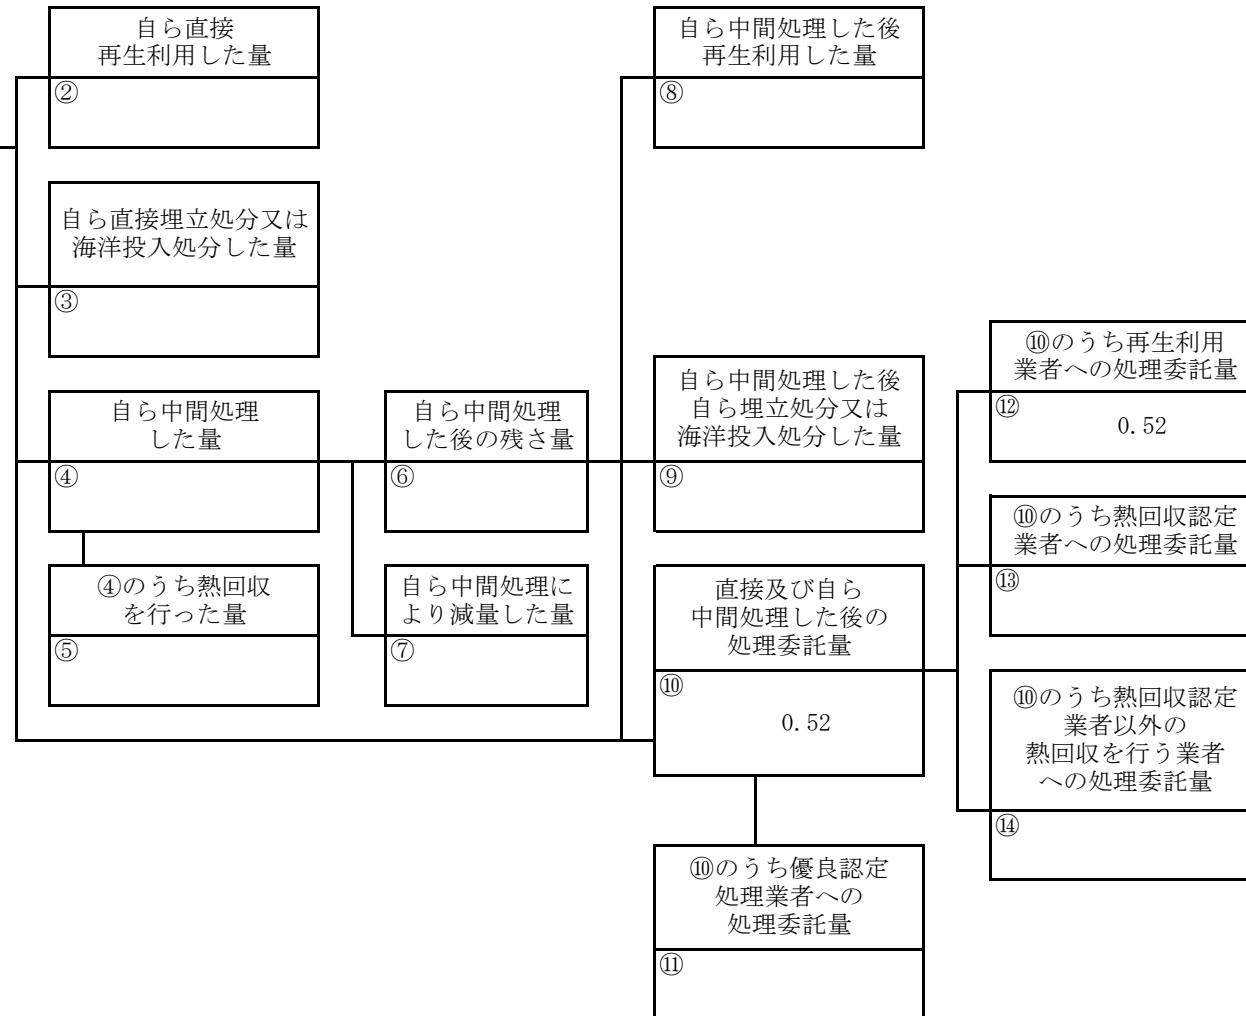 自ら直接
再生利用した量
②
自ら中間処理した後
再生利用した量
⑧
自ら直接埋立処分又は
海洋投入処分した量
③
自ら中間処理
した量
④
自ら中間処理
した後の残さ量
⑥
自ら中間処理した後
自ら埋立処分又は
海洋投入処分した量
⑨
⑩のうち再生利用
業者への処理委託量
⑫
0.52
⑩のうち熱回収認定
業者への処理委託量
⑬
④のうち熱回収
を行った量
⑤
自ら中間処理に
より減量した量
⑦
直接及び自ら
中間処理した後の
処理委託量
⑩
0.52
⑩のうち熱回収認定
業者以外の
熱回収を行う業者
への処理委託量
⑭
⑩のうち優良認定
処理業者への
処理委託量
⑪